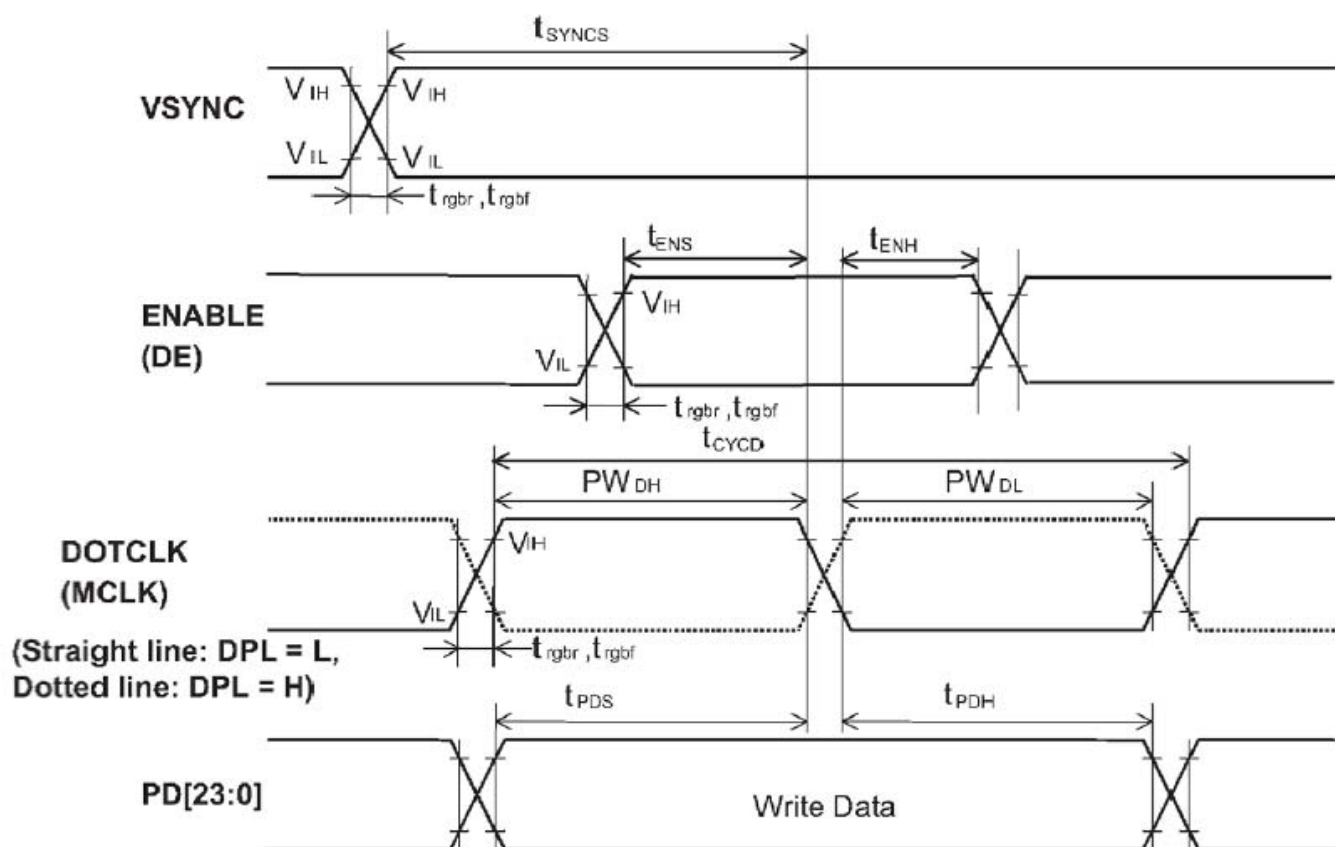 tSYNCS
VSYNC
VIH VIH
VIL VIL
trgbr ,trgbf
tENS tENH
ENABLE
(DE)
VIH
VIL
trgbr ,trgbf
tCYCD
PWDH PWDL
DOTCLK
(MCLK)
VIH
VIL
(Straight line: DPL = L,
Dotted line: DPL = H)
trgbr ,trgbf
tPDS tPDH
PD[23:0]
Write Data